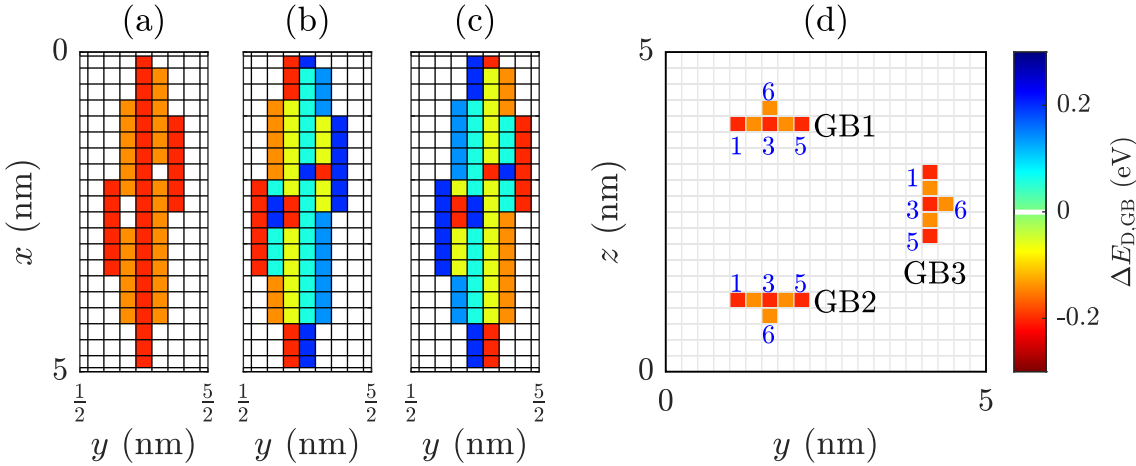 (a) (b) (c) (d)
0 5
x (nm)
1/2 5/2 1/2 5/2 1/2 5/2
y (nm) y (nm) y (nm)
5
z (nm)
0
0 5
y (nm)
6
GB1
1 3 5
1
3 6
5
GB3
1 3 5
GB2
6
0.2
0
-0.2
ΔE_D,GB (eV)